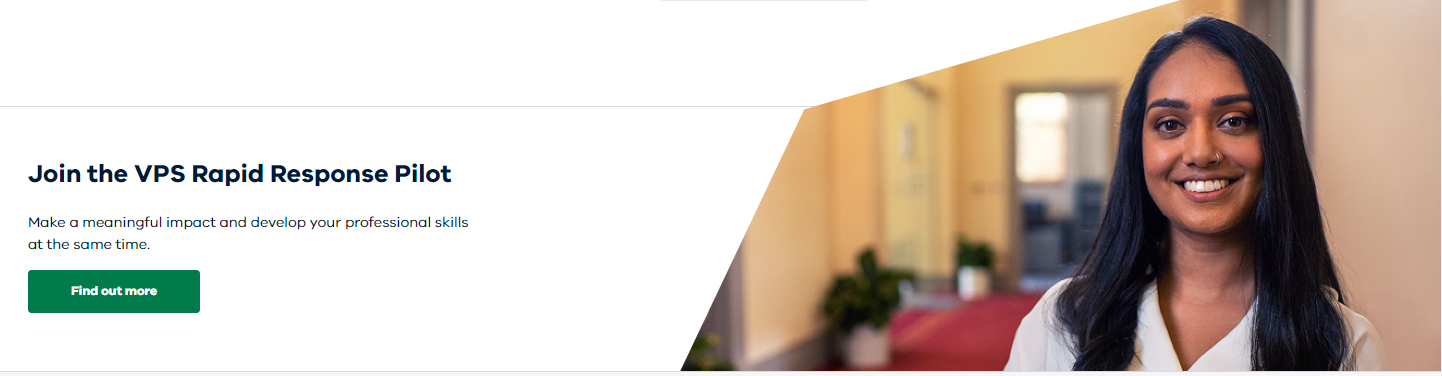 Join the VPS Rapid Response Pilot
Make a meaningful impact and develop your professional skills
at the same time.
Find out more